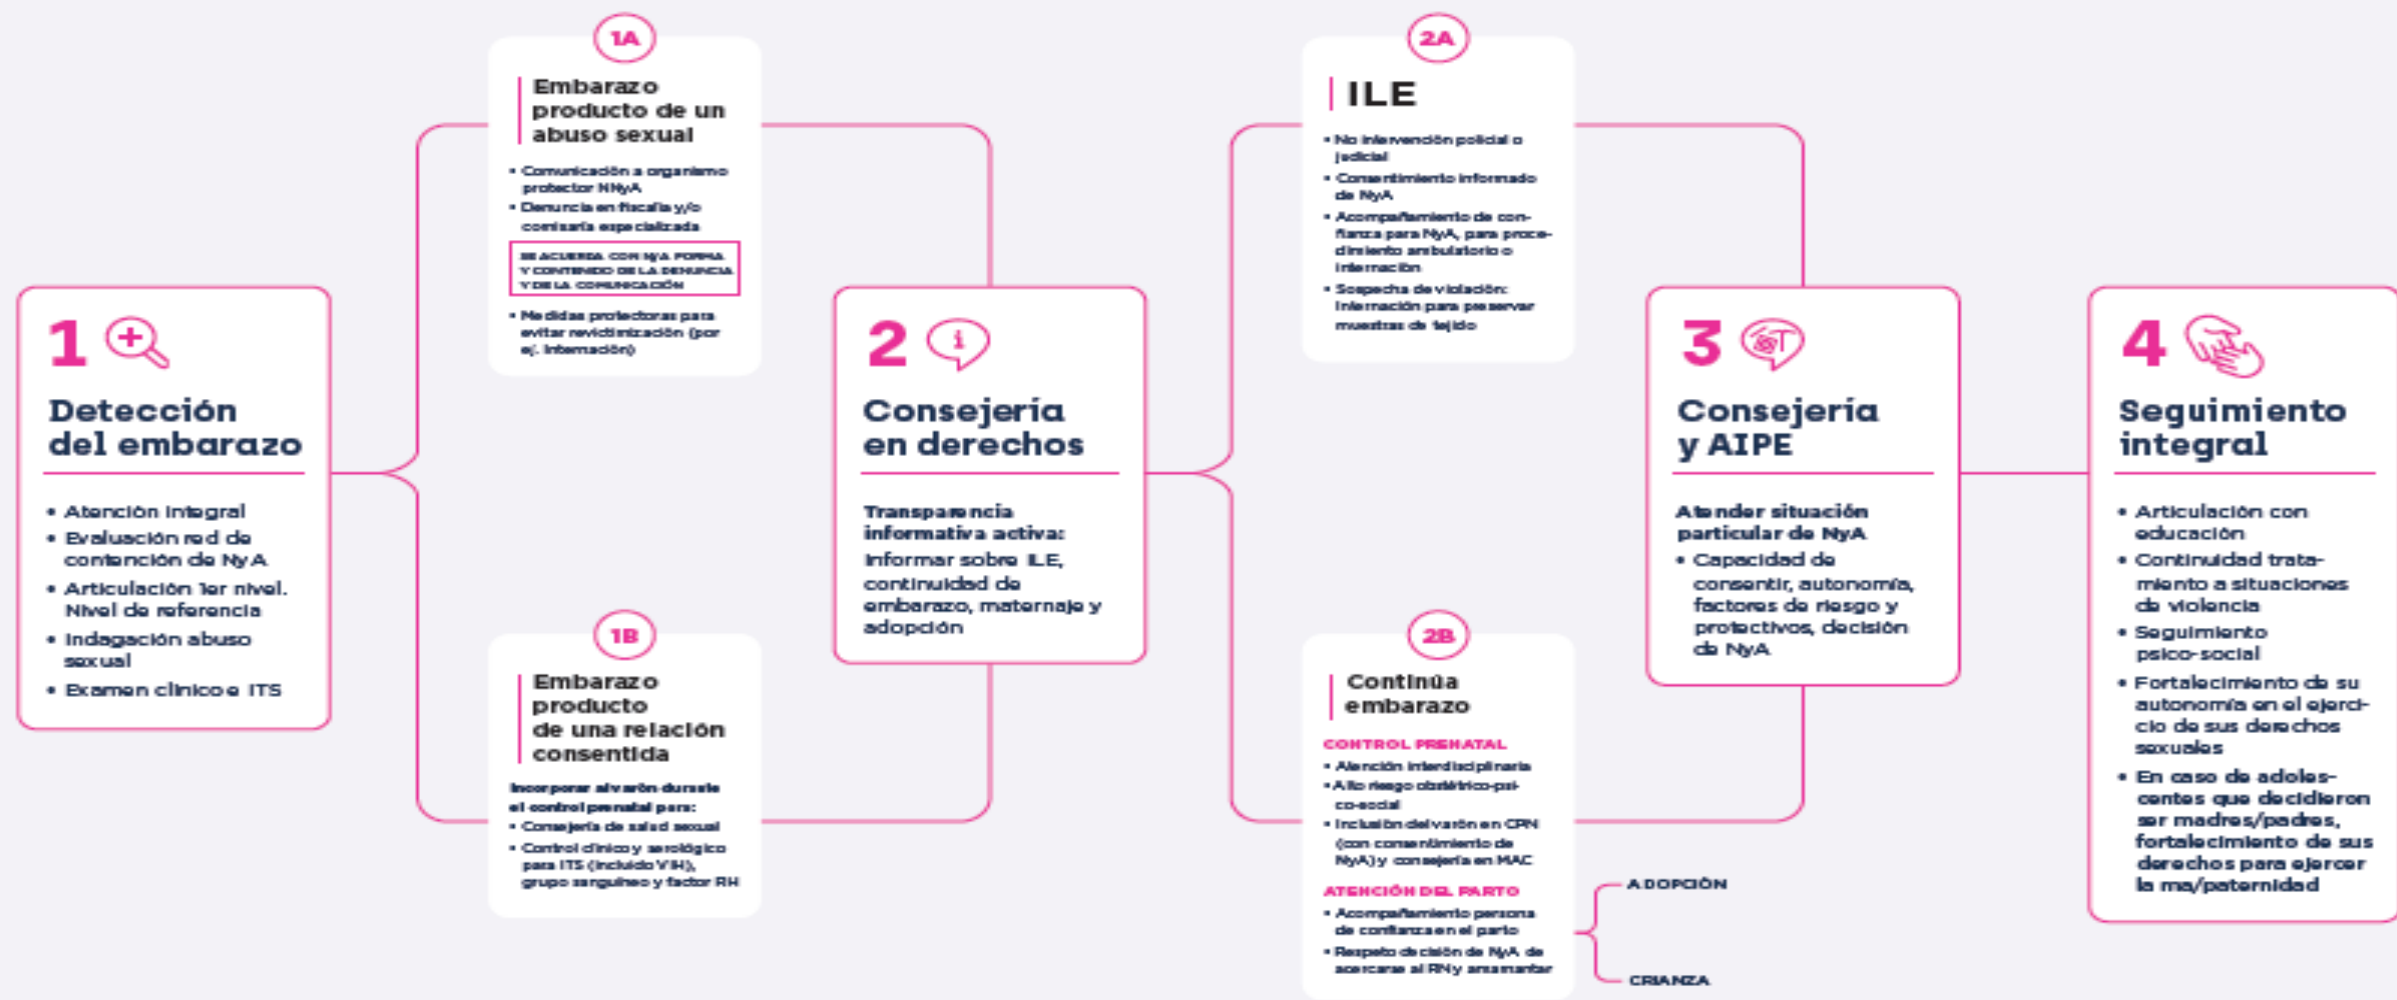 1
Detección
del embarazo
• Atención integral
• Evaluación red de
contención de NyA
• Articulación 1er nivel.
Nivel de referencia
• Indagación abuso
sexual
• Examen clínico e ITS
1A
Embarazo
producto de un
abuso sexual
• Comunicación a organismo
protector NNyA
• Denuncia en fiscalía y/o
comisaría especializada
SE ACUERDA CON NyA FORMA
Y CONTENIDO DE LA DENUNCIA
Y DE LA COMUNICACIÓN
• Medidas protectoras para
evitar revictimización (por
ej. internación)
1B
Embarazo
producto
de una relación
consentida
Incorporar al varón durante
el control prenatal para:
• Consejería de salud sexual
• Control clínico y serológico
para ITS (incluido VIH),
grupo sanguíneo y factor RH
2
i
Consejería
en derechos
Transparencia
informativa activa:
Informar sobre ILE,
continuidad de
embarazo, maternaje y
adopción
2A
ILE
• No intervención policial o
judicial
• Consentimiento informado
de NyA
• Acompañamiento de con-
fianza para NyA, para proce-
dimiento ambulatorio o
internación
• Sospecha de violación:
internación para preservar
muestras de tejido
2B
Continúa
embarazo
CONTROL PRENATAL
• Atención interdisciplinaria
• Alto riesgo obstétrico-psi-
co-social
• Inclusión del varón en CPN
(con consentimiento de
NyA) y consejería en MAC
ATENCIÓN DEL PARTO
• Acompañamiento persona
de confianza en el parto
• Respeto decisión de NyA de
acercarse al RN y amamantar
ADOPCIÓN
CRIANZA
3
Consejería
y AIPE
Atender situación
particular de NyA
• Capacidad de
consentir, autonomía,
factores de riesgo y
protectivos, decisión
de NyA
4
Seguimiento
integral
• Articulación con
educación
• Continuidad trata-
miento a situaciones
de violencia
• Seguimiento
psico-social
• Fortalecimiento de su
autonomía en el ejerci-
cio de sus derechos
sexuales
• En caso de adoles-
centes que decidieron
ser madres/padres,
fortalecimiento de sus
derechos para ejercer
la ma/paternidad